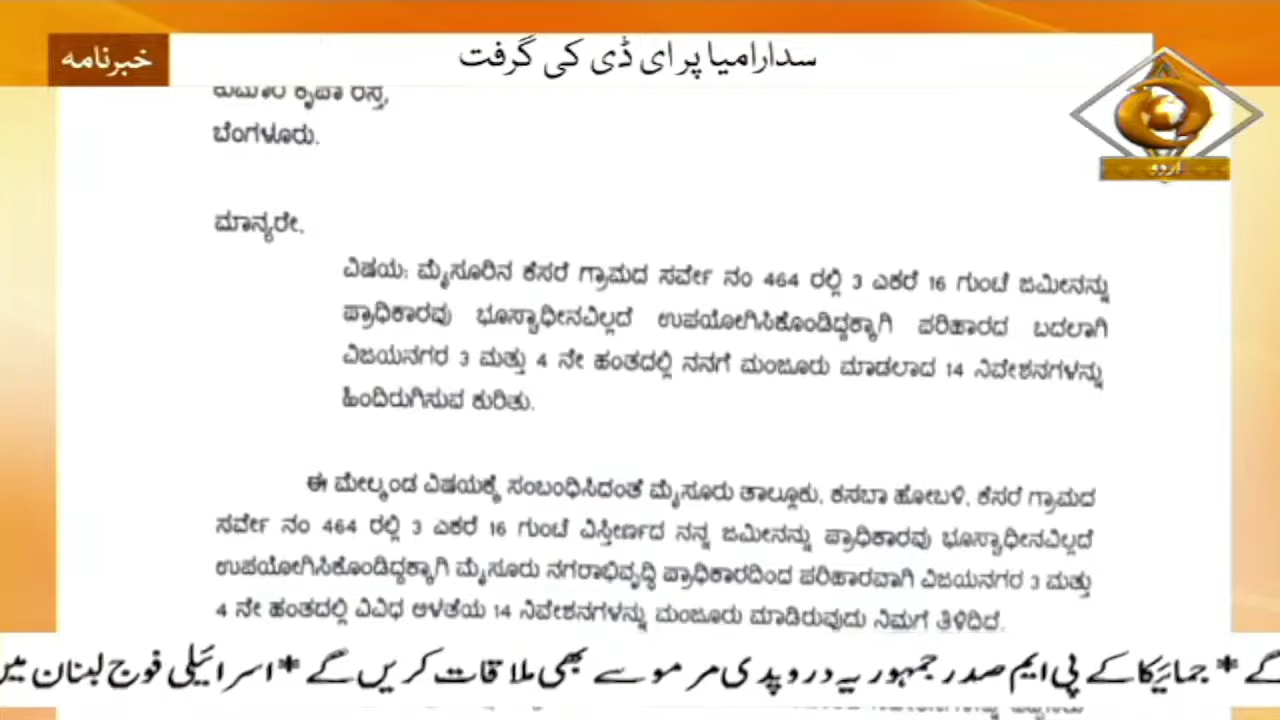 خبرنامہ
سدارامیا پر ای ڈی کی گرفت
اردو
ಕುಮಾರ ಕೃಪಾ ರಸ್ತೆ,
ಬೆಂಗಳೂರು.
ಮಾನ್ಯರೇ,
ವಿಷಯ: ಮೈಸೂರಿನ ಕೆಸರೆ ಗ್ರಾಮದ ಸರ್ವೇ ನಂ 464 ರಲ್ಲಿ 3 ಎಕರೆ 16 ಗುಂಟೆ ಜಮೀನನ್ನು
ಪ್ರಾಧಿಕಾರವು ಭೂಸ್ವಾಧೀನವಿಲ್ಲದೆ ಉಪಯೋಗಿಸಿಕೊಂಡಿದ್ದಕ್ಕಾಗಿ ಪರಿಹಾರದ ಬದಲಾಗಿ
ವಿಜಯನಗರ 3 ಮತ್ತು 4 ನೇ ಹಂತದಲ್ಲಿ ನನಗೆ ಮಂಜೂರು ಮಾಡಲಾದ 14 ನಿವೇಶನಗಳನ್ನು
ಹಿಂದಿರುಗಿಸುವ ಕುರಿತು.
ಈ ಮೇಲ್ಕಂಡ ವಿಷಯಕ್ಕೆ ಸಂಬಂಧಿಸಿದಂತೆ ಮೈಸೂರು ತಾಲ್ಲೂಕು, ಕಸಬಾ ಹೋಬಳಿ, ಕೆಸರೆ ಗ್ರಾಮದ
ಸರ್ವೇ ನಂ 464 ರಲ್ಲಿ 3 ಎಕರೆ 16 ಗುಂಟೆ ವಿಸ್ತೀರ್ಣದ ನನ್ನ ಜಮೀನನ್ನು ಪ್ರಾಧಿಕಾರವು ಭೂಸ್ವಾಧೀನವಿಲ್ಲದೆ
ಉಪಯೋಗಿಸಿಕೊಂಡಿದ್ದಕ್ಕಾಗಿ ಮೈಸೂರು ನಗರಾಭಿವೃದ್ಧಿ ಪ್ರಾಧಿಕಾರದಿಂದ ಪರಿಹಾರವಾಗಿ ವಿಜಯನಗರ 3 ಮತ್ತು
4 ನೇ ಹಂತದಲ್ಲಿ ವಿವಿಧ ಅಳತೆಯ 14 ನಿವೇಶನಗಳನ್ನು ಮಂಜೂರು ಮಾಡಿರುವುದು ನಿಮಗೆ ತಿಳಿದಿದೆ.
گے * جمائیکا کے پی ایم صدر جمہوریہ دروپدی مرمو سے بھی ملاقات کریں گے * اسرائیلی فوج لبنان میں